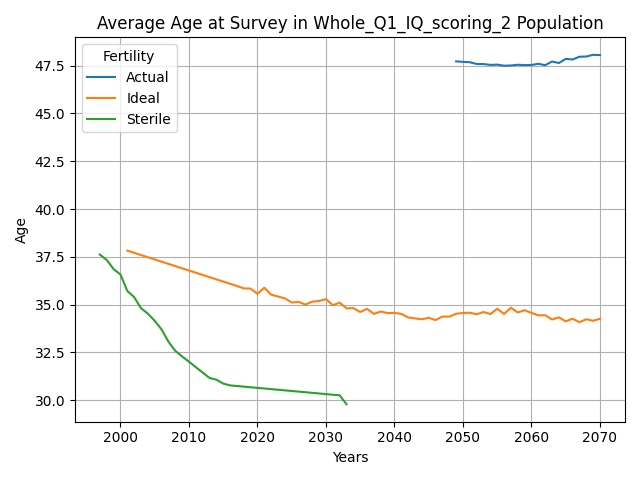 Average Age at Survey in Whole_Q1_IQ_scoring_2 Population
Fertility
Actual
Ideal
Sterile
Age
47.5
45.0
42.5
40.0
37.5
35.0
32.5
30.0
2000
2010
2020
2030
2040
2050
2060
2070
Years